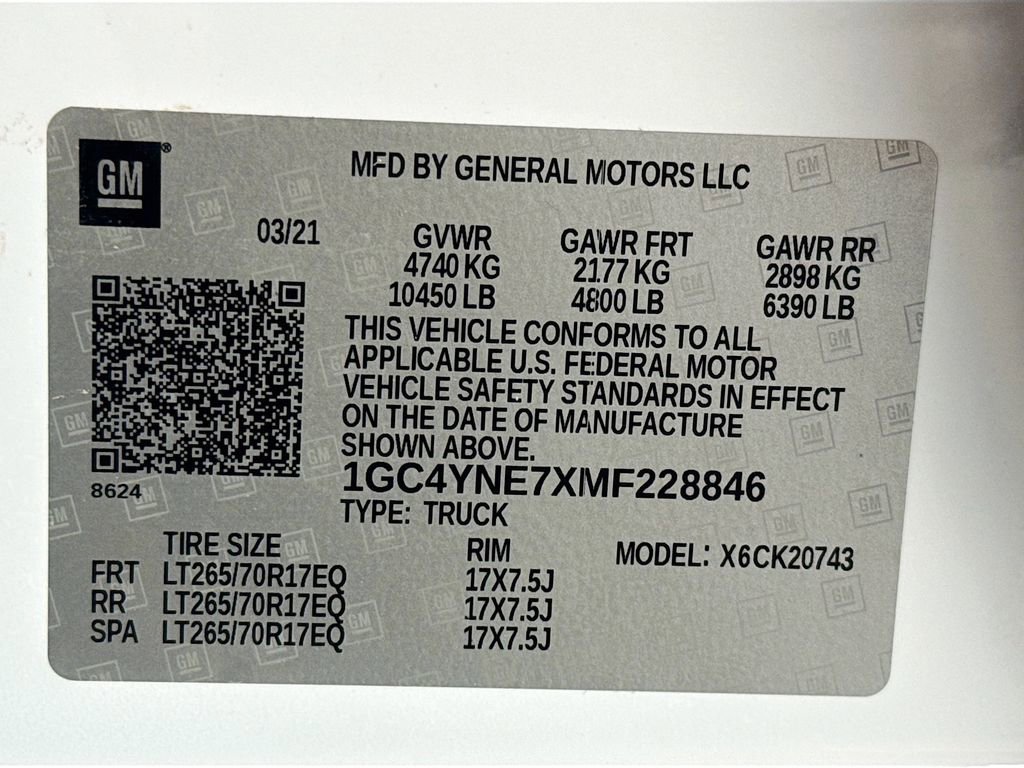 GM®
MFD BY GENERAL MOTORS LLC
03/21
GVWR
4740 KG
10450 LB
GAWR FRT
2177 KG
4800 LB
GAWR RR
2898 KG
6390 LB
THIS VEHICLE CONFORMS TO ALL
APPLICABLE U.S. FEDERAL MOTOR
VEHICLE SAFETY STANDARDS IN EFFECT
ON THE DATE OF MANUFACTURE
SHOWN ABOVE.
1GC4YNE7XMF228846
8624
TYPE: TRUCK
TIRE SIZE RIM MODEL: X6CK20743
FRT LT265/70R17EQ 17X7.5J
RR LT265/70R17EQ 17X7.5J
SPA LT265/70R17EQ 17X7.5J